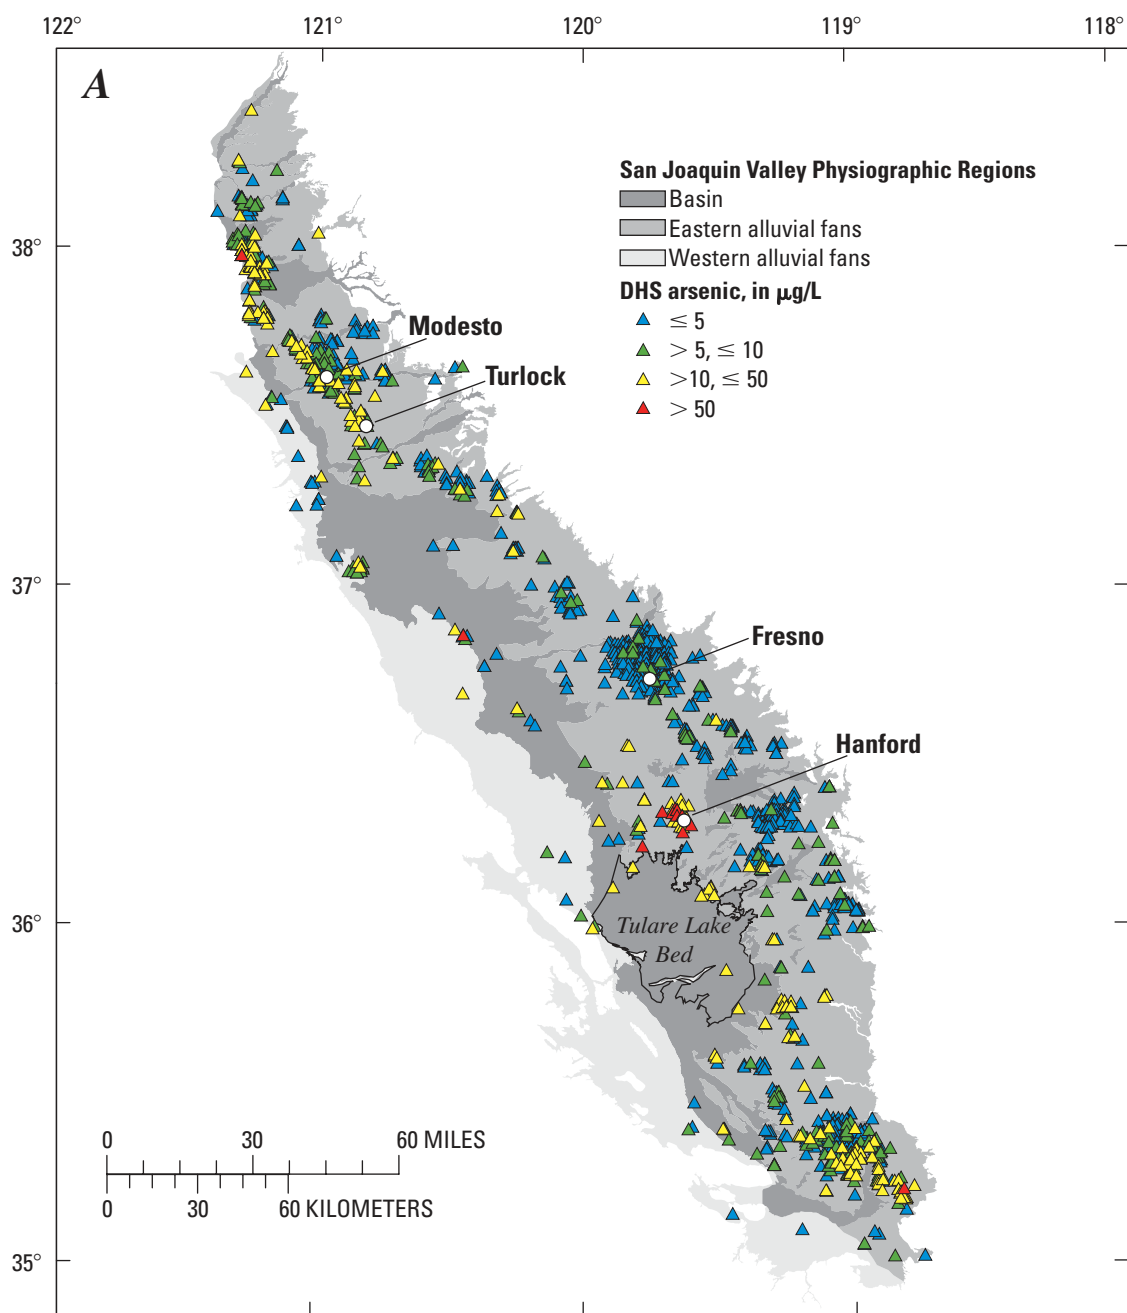 122°
121°
120°
119°
118°
A
San Joaquin Valley Physiographic Regions
Basin
Eastern alluvial fans
Western alluvial fans
DHS arsenic, in µg/L
≤ 5
> 5, ≤ 10
>10, ≤ 50
> 50
38°
Modesto
Turlock
37°
Fresno
Hanford
36°
Tulare Lake
Bed
0 30 60 MILES
0 30 60 KILOMETERS
35°